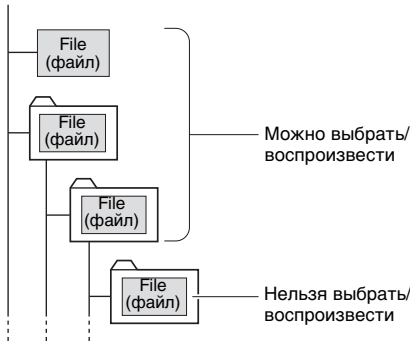 File
(файл)
File
(файл)
Можно выбрать/
воспроизвести
File
(файл)
File
(файл)
Нельзя выбрать/
воспроизвести